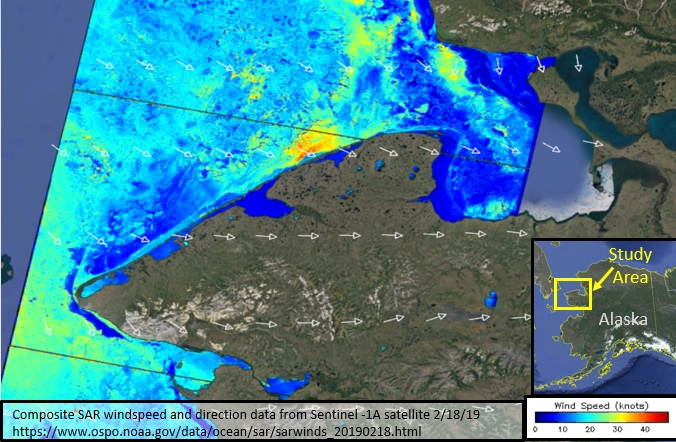 Study
Area
Alaska
Composite SAR windspeed and direction data from Sentinel -1A satellite 2/18/19
https://www.ospo.noaa.gov/data/ocean/sar/sarwinds_20190218.html
Wind Speed (knots)
0 10 20 30 40